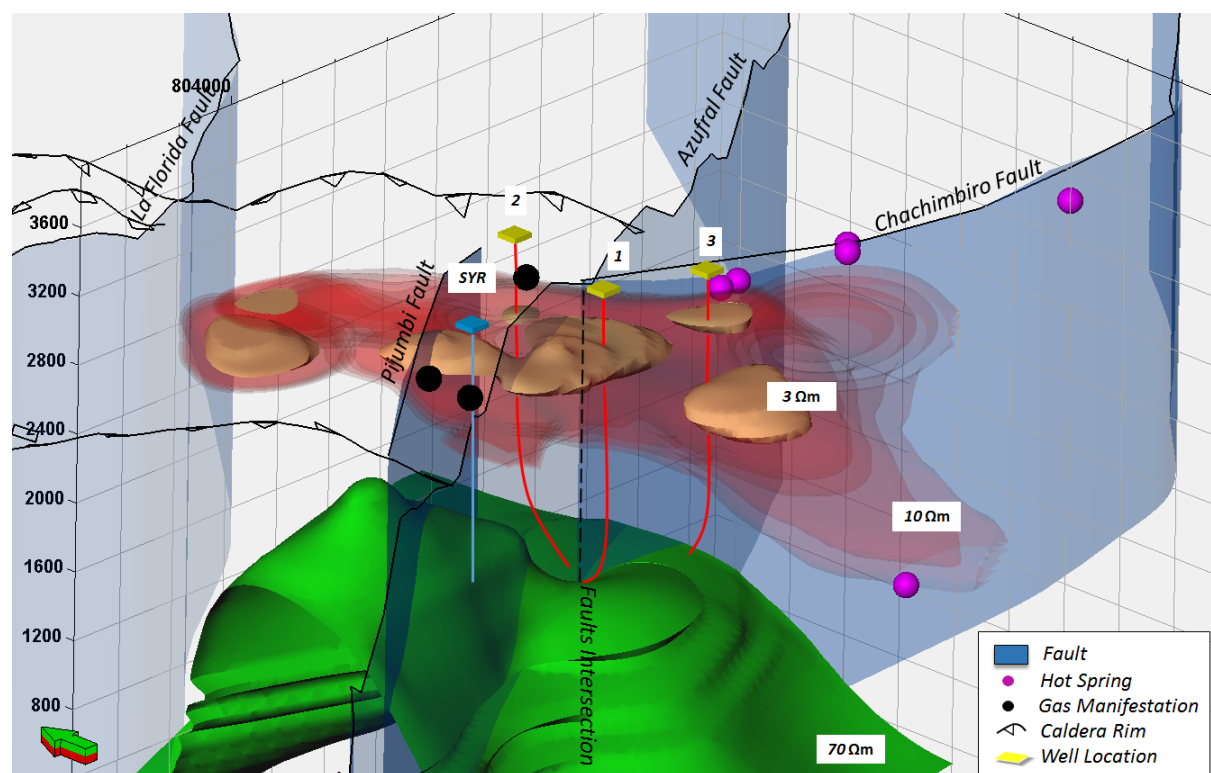 804000
La Florida Fault
Azufral Fault
Chachimbiro Fault
3600
2
SYR
1
3
Pijumbi Fault
3200
2800
2400
2000
1600
1200
800
3 Ωm
10 Ωm
70 Ωm
Faults Intersection
Fault
Hot Spring
Gas Manifestation
Caldera Rim
Well Location